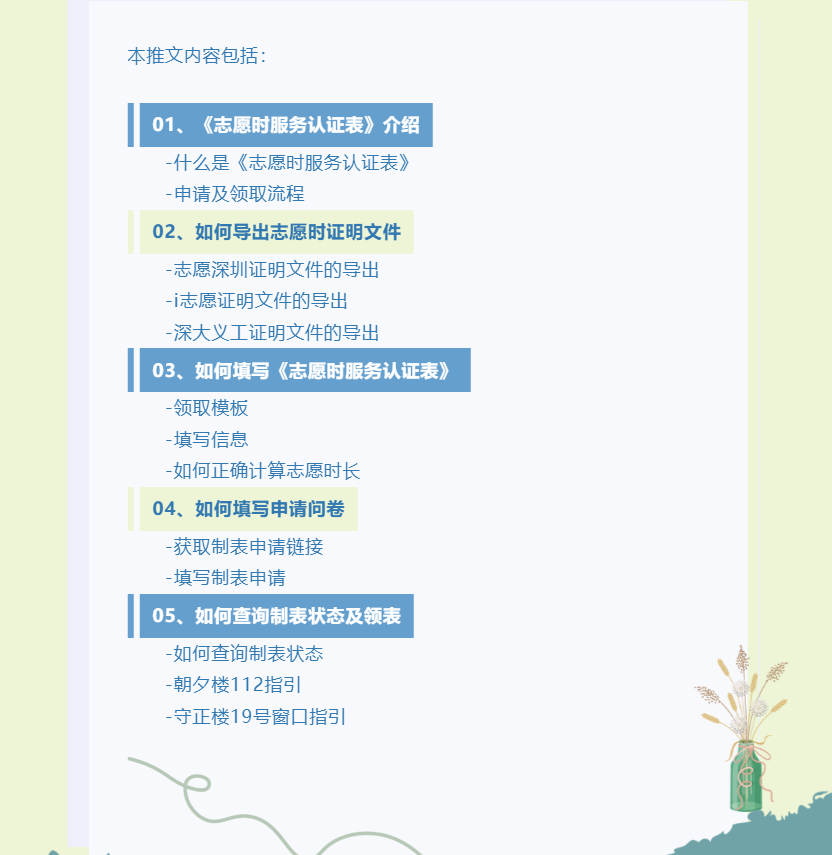 本推文内容包括：
01、《志愿时服务认证表》介绍
-什么是《志愿时服务认证表》
-申请及领取流程
02、如何导出志愿时证明文件
-志愿深圳证明文件的导出
-i志愿证明文件的导出
-深大义工证明文件的导出
03、如何填写《志愿时服务认证表》
-领取模板
-填写信息
-如何正确计算志愿时长
04、如何填写申请问卷
-获取制表申请链接
-填写制表申请
05、如何查询制表状态及领表
-如何查询制表状态
-朝夕楼112指引
-守正楼19号窗口指引